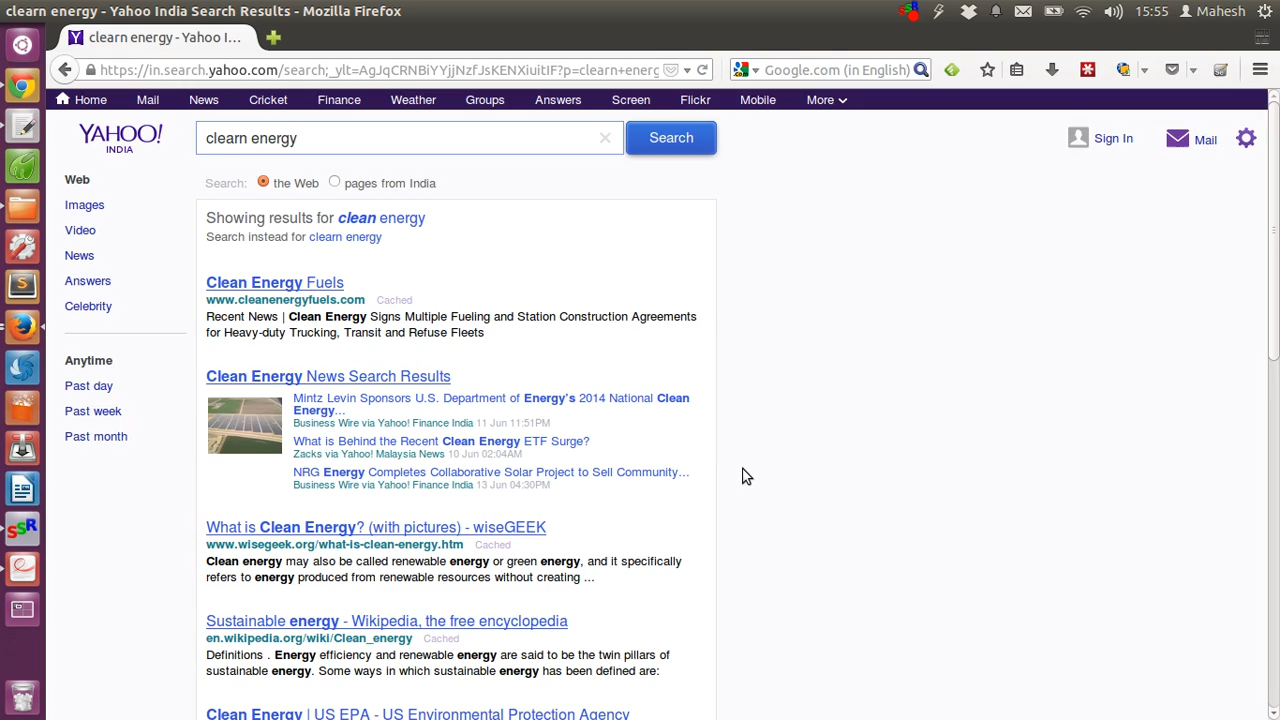 clearn energy - Yahoo India Search Results - Mozilla Firefox
15:55 Mahesh
clearn energy - Yahoo I...
https://in.search.yahoo.com/search;_ylt=AgJqCRNBiYYjjNzfJsKENXiuitIF?p=clearn+energ
Google.com (in English)
Home Mail News Cricket Finance Weather Groups Answers Screen Flickr Mobile More
YAHOO!
INDIA
clearn energy
Search
Sign In
Mail
Web
Images
Video
News
Answers
Celebrity
Anytime
Past day
Past week
Past month
Search: the Web pages from India
Showing results for clean energy
Search instead for clearn energy
Clean Energy Fuels
www.cleanenergyfuels.com Cached
Recent News | Clean Energy Signs Multiple Fueling and Station Construction Agreements
for Heavy-duty Trucking, Transit and Refuse Fleets
Clean Energy News Search Results
Mintz Levin Sponsors U.S. Department of Energy's 2014 National Clean
Energy...
Business Wire via Yahoo! Finance India 11 Jun 11:51PM
What is Behind the Recent Clean Energy ETF Surge?
Zacks via Yahoo! Malaysia News 10 Jun 02:04AM
NRG Energy Completes Collaborative Solar Project to Sell Community...
Business Wire via Yahoo! Finance India 13 Jun 04:30PM
What is Clean Energy? (with pictures) - wiseGEEK
www.wisegeek.org/what-is-clean-energy.htm Cached
Clean energy may also be called renewable energy or green energy, and it specifically
refers to energy produced from renewable resources without creating ...
Sustainable energy - Wikipedia, the free encyclopedia
en.wikipedia.org/wiki/Clean_energy Cached
Definitions . Energy efficiency and renewable energy are said to be the twin pillars of
sustainable energy. Some ways in which sustainable energy has been defined are:
Clean Energy | US EPA - US Environmental Protection Agency